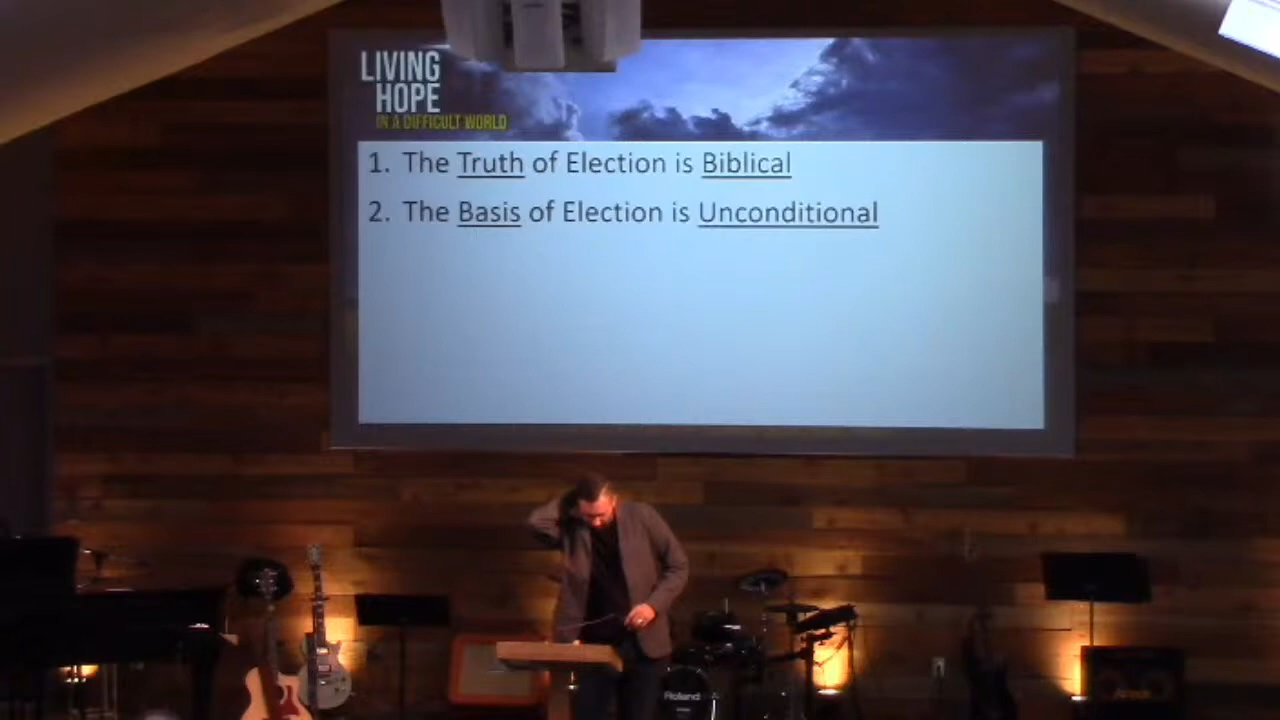 LIVING
HOPE
IN A DIFFICULT WORLD
1. The Truth of Election is Biblical
2. The Basis of Election is Unconditional
Roland